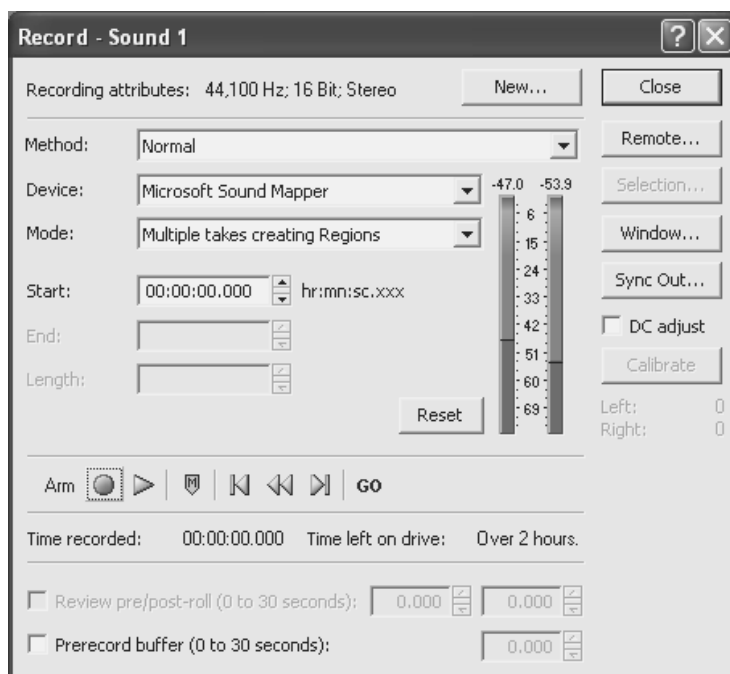 Record - Sound 1
Recording attributes: 44,100 Hz; 16 Bit; Stereo New... Close
Method: Normal Remote...
Device: Microsoft Sound Mapper -47.0 -53.9 Selection...
Mode: Multiple takes creating Regions Window...
Start: 00:00:00.000 hr:mn:sc.xxx Sync Out...
End: DC adjust
Length: Calibrate
6
15
24
33
42
51
60
69
Reset Left: 0
Right: 0
Arm M GO
Time recorded: 00:00:00.000 Time left on drive: Over 2 hours.
Review pre/post-roll (0 to 30 seconds): 0.000 0.000
Prerecord buffer (0 to 30 seconds): 0.000